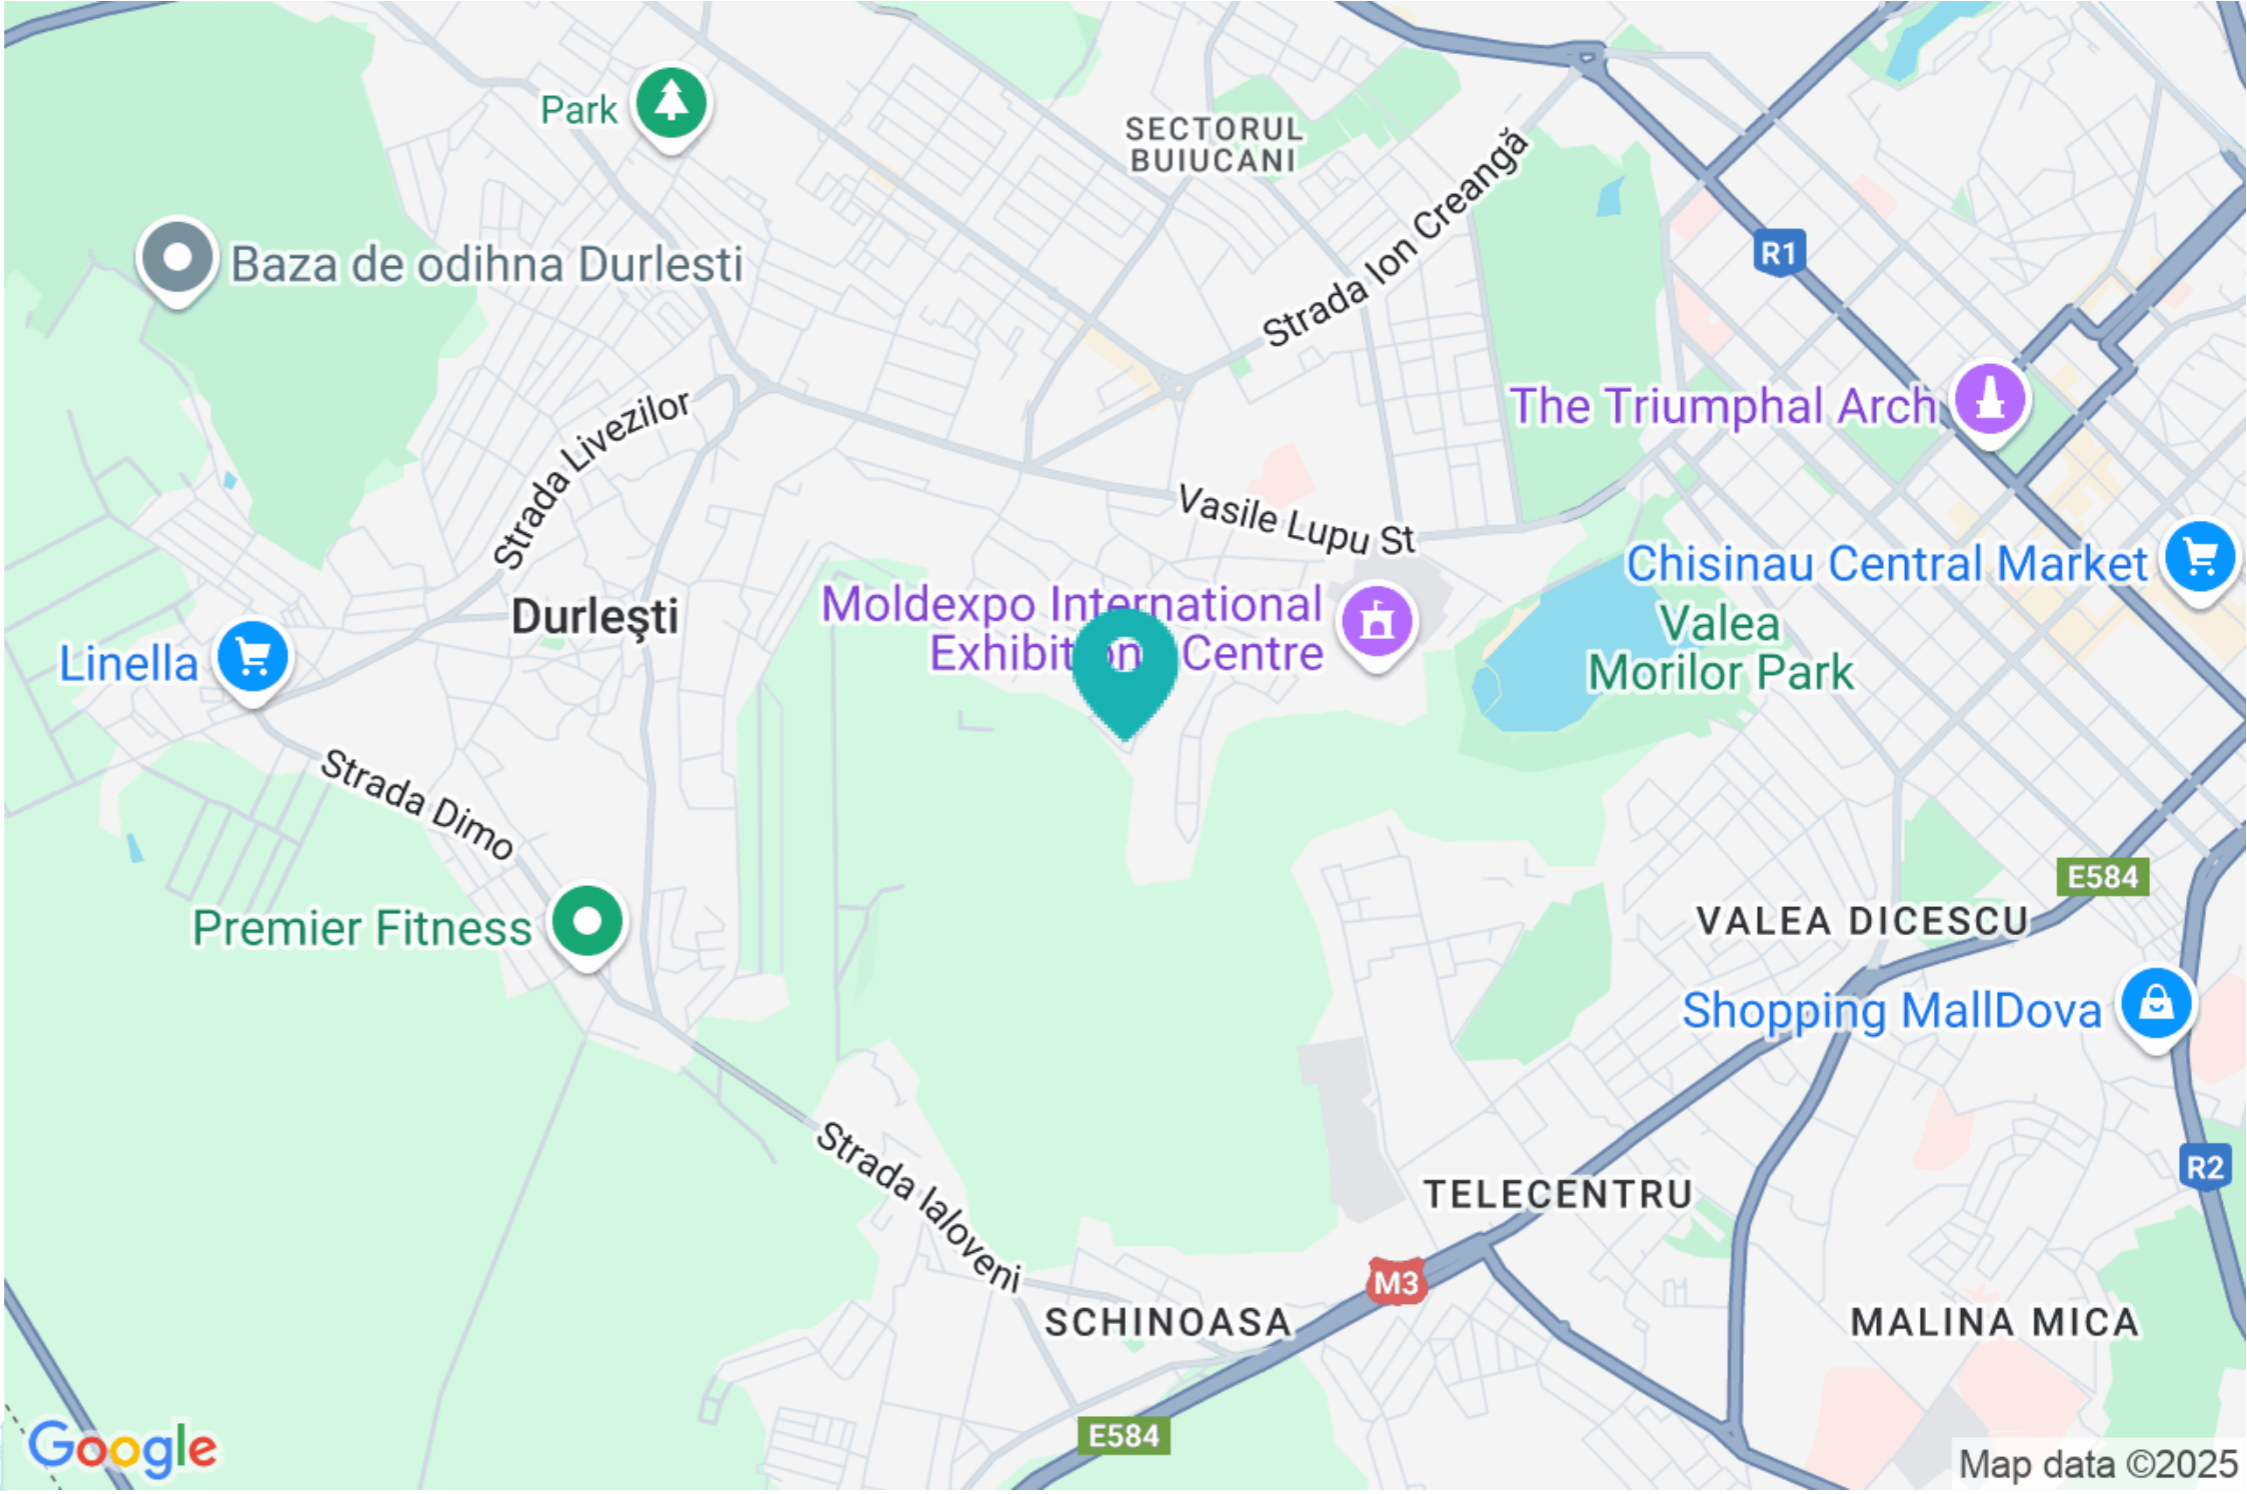 Park
SECTORUL
BUIUCANI
Strada Ion Creangă
R1
Baza de odihna Durlesti
Strada Livezilor
The Triumphal Arch
Vasile Lupu St
Chisinau Central Market
Moldexpo International
Exhibitions Centre
Durleşti
Linella
Valea
Morilor Park
Strada Dimo
E584
VALEA DICESCU
Premier Fitness
Shopping MallDova
Strada Ialoveni
R2
TELECENTRU
M3
SCHINOASA
MALINA MICA
E584
Google
Map data ©2025